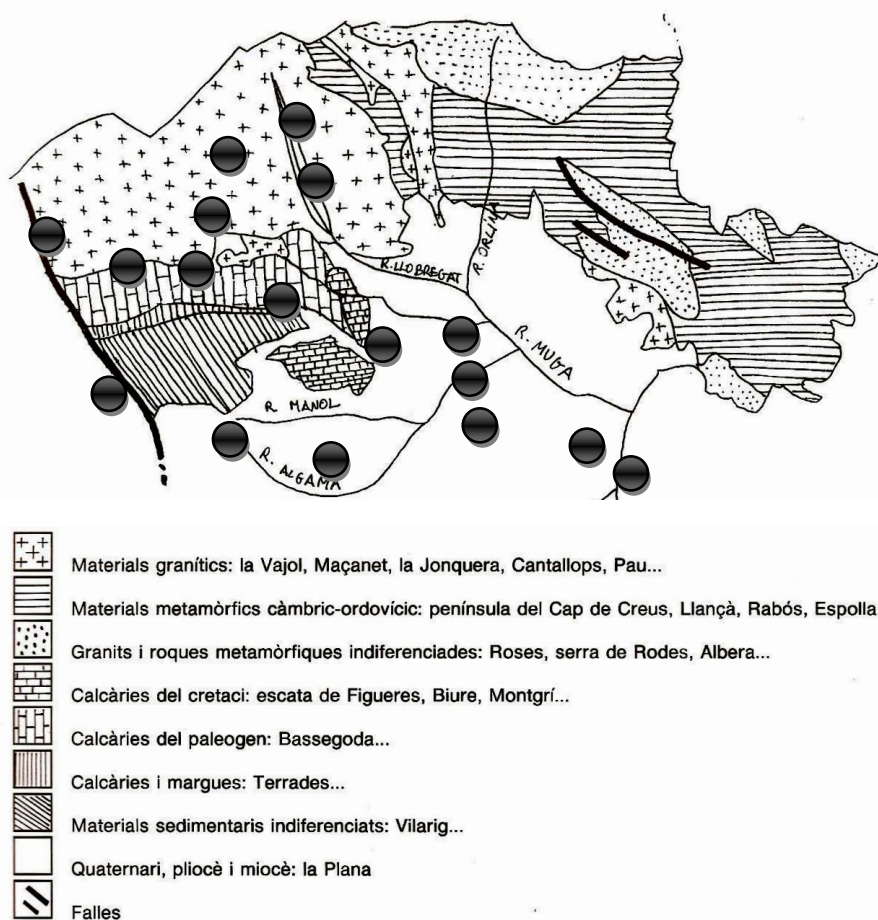 R. LLOBREGAT
R. ORLINA
R. MUGA
R. MANOL
R. ALGAMA
Materials granítics: la Vajol, Maçanet, la Jonquera, Cantallops, Pau...
Materials metamòrfics càmbric-ordovícic: península del Cap de Creus, Llançà, Rabós, Espolla
Granits i roques metamòrfiques indiferenciades: Roses, serra de Rodes, Albera...
Calcàries del cretaci: escata de Figueres, Biure, Montgrí...
Calcàries del paleogen: Bassegoda...
Calcàries i margues: Terrades...
Materials sedimentaris indiferenciats: Vilarig...
Quaternari, pliocè i miocè: la Plana
Falles